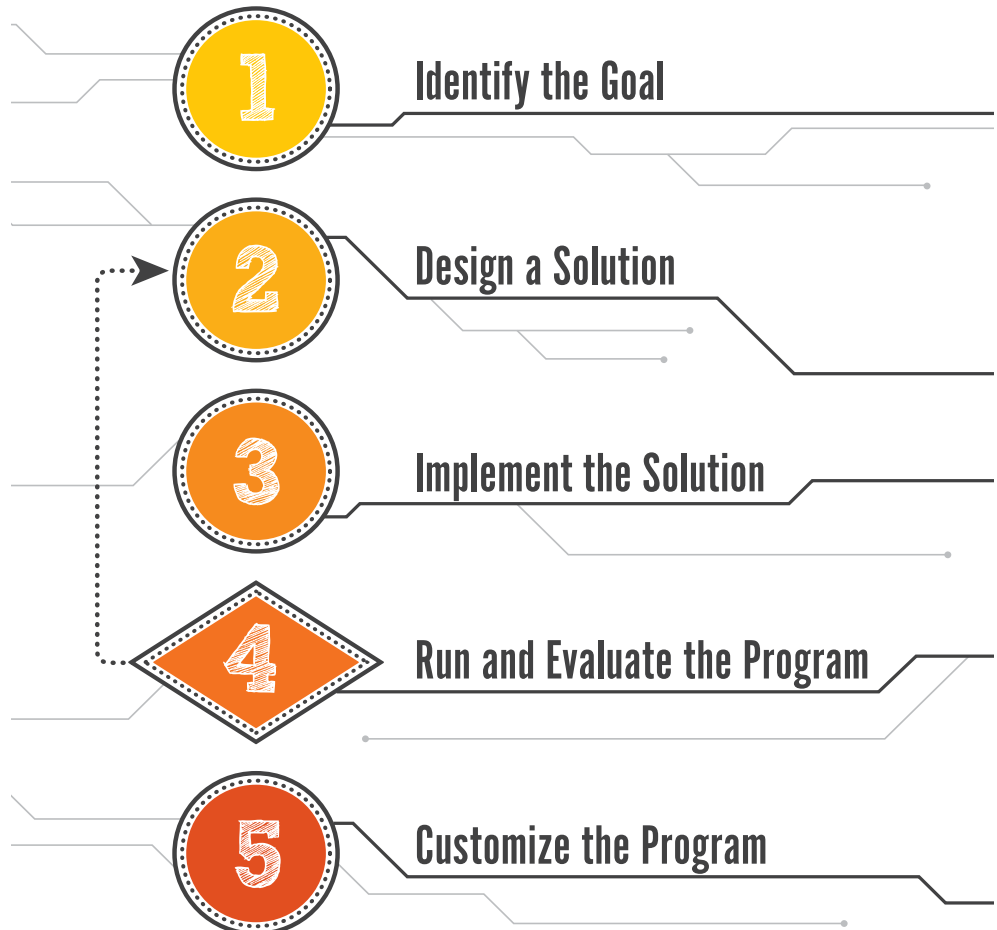 1
Identify the Goal
2
Design a Solution
3
Implement the Solution
4
Run and Evaluate the Program
5
Customize the Program